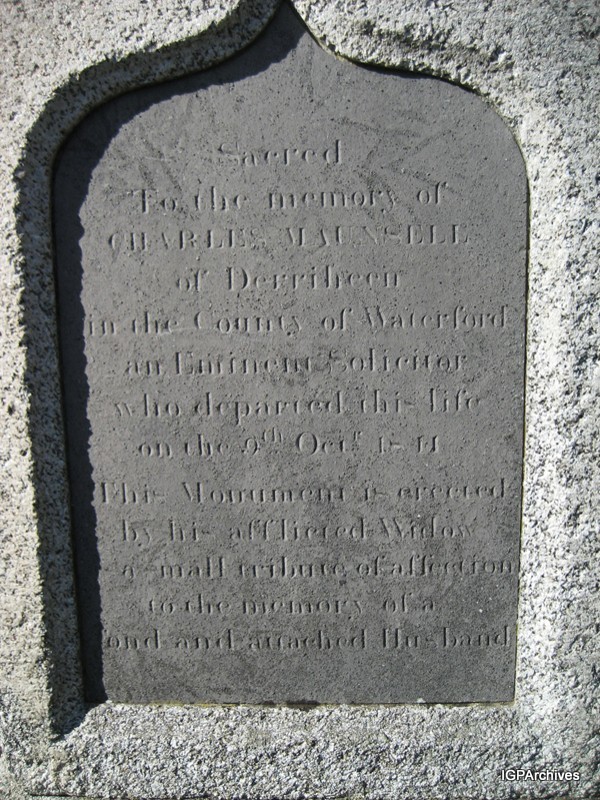 Sacred
To the memory of
CHARLES MAUNSELL
of Derriheen
in the County of Waterford
an Eminent Solicitor
who departed this life
on the 9th Octr
This Monument is erected
by his afflicted Widow
a small tribute of affection
to the memory of a
fond and attached Husband
IGPArchives